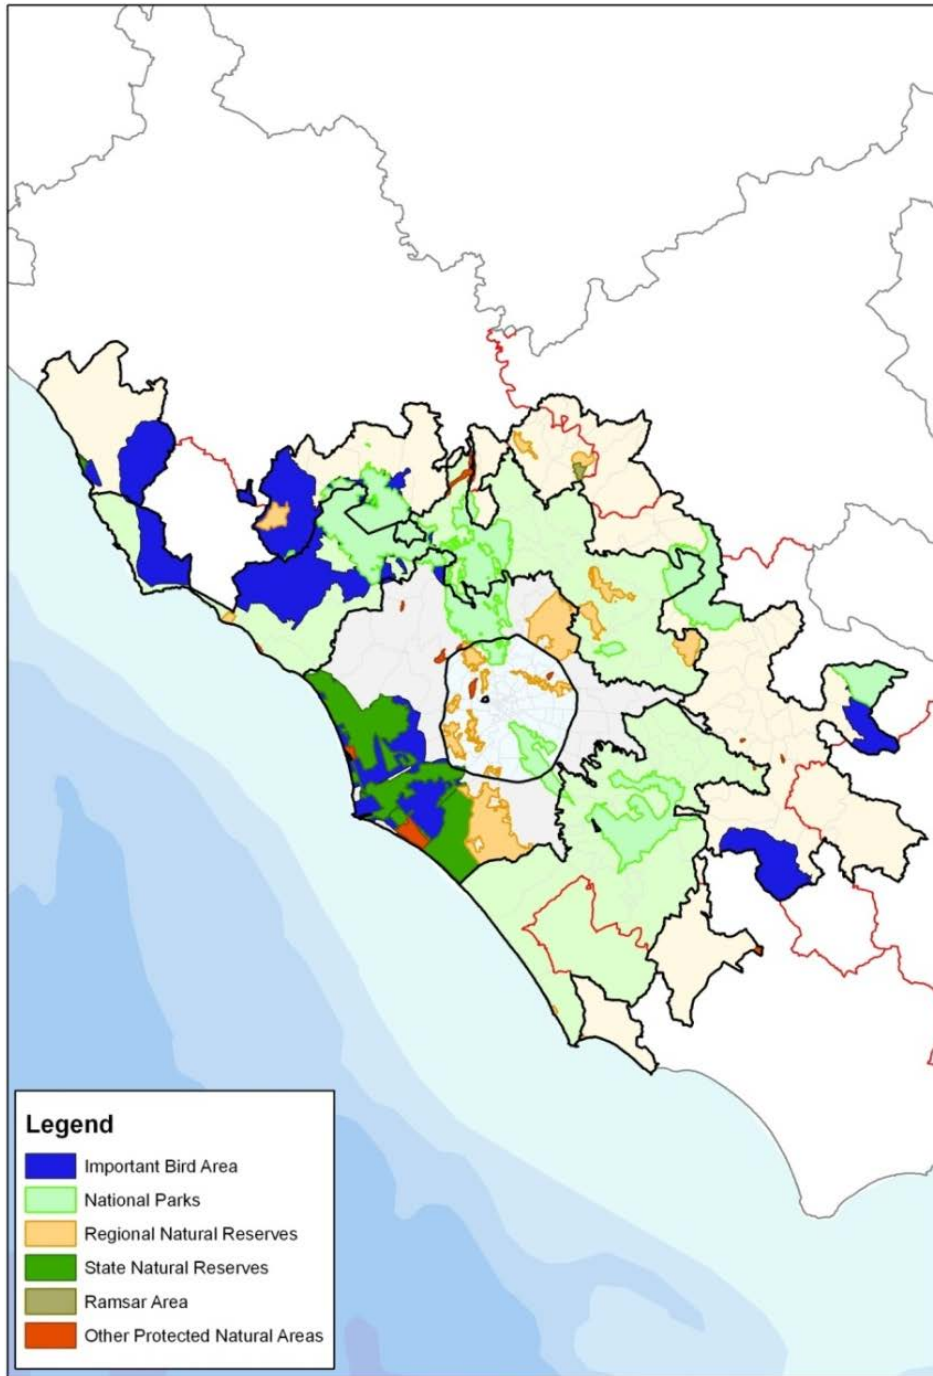 Legend
Important Bird Area
National Parks
Regional Natural Reserves
State Natural Reserves
Ramsar Area
Other Protected Natural Areas